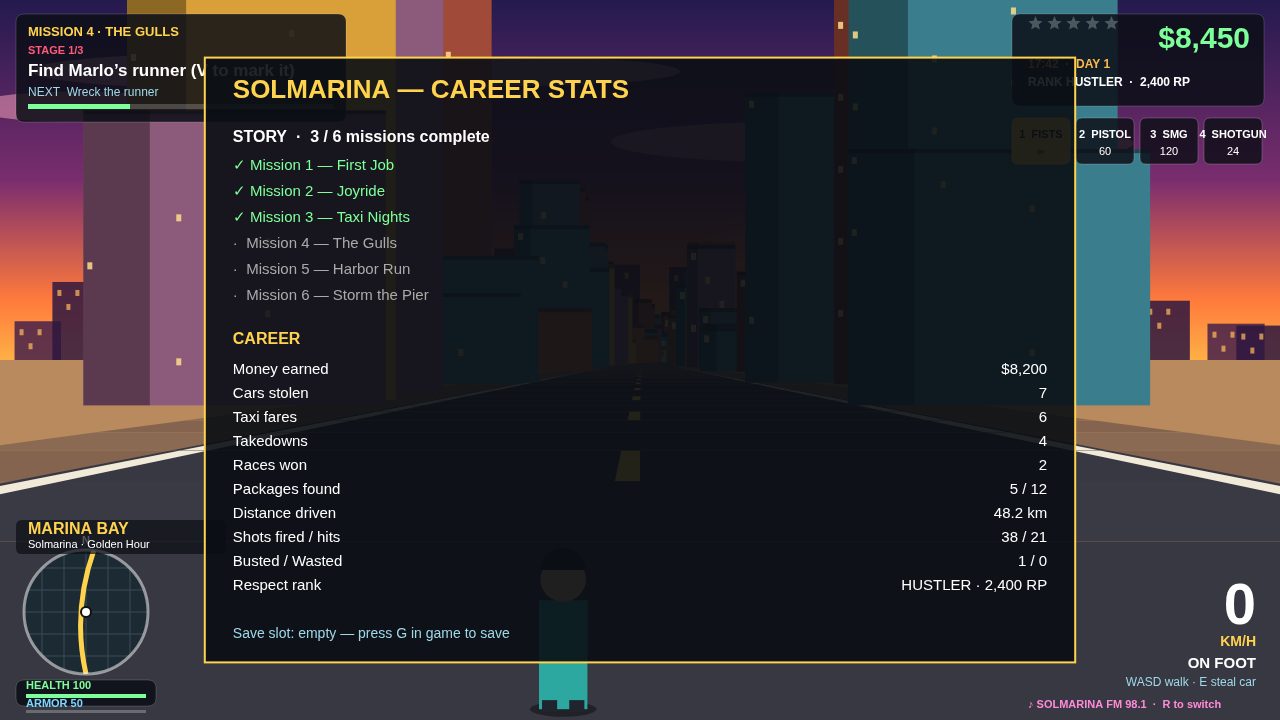 MISSION 4 · THE GULLS
STAGE 1/3
Find Marlo's runner (V to mark it)
NEXT Wreck the runner
$8,450
17:42 · DAY 1
RANK HUSTLER · 2,400 RP
1 FISTS
2 PISTOL
60
3 SMG
120
4 SHOTGUN
24
SOLMARINA — CAREER STATS
STORY · 3 / 6 missions complete
✓ Mission 1 — First Job
✓ Mission 2 — Joyride
✓ Mission 3 — Taxi Nights
· Mission 4 — The Gulls
· Mission 5 — Harbor Run
· Mission 6 — Storm the Pier
CAREER
Money earned $8,200
Cars stolen 7
Taxi fares 6
Takedowns 4
Races won 2
Packages found 5 / 12
Distance driven 48.2 km
Shots fired / hits 38 / 21
Busted / Wasted 1 / 0
Respect rank HUSTLER · 2,400 RP
Save slot: empty — press G in game to save
MARINA BAY
Solmarina · Golden Hour
N
HEALTH 100
ARMOR 50
0
KM/H
ON FOOT
WASD walk · E steal car
♪ SOLMARINA FM 98.1 · R to switch